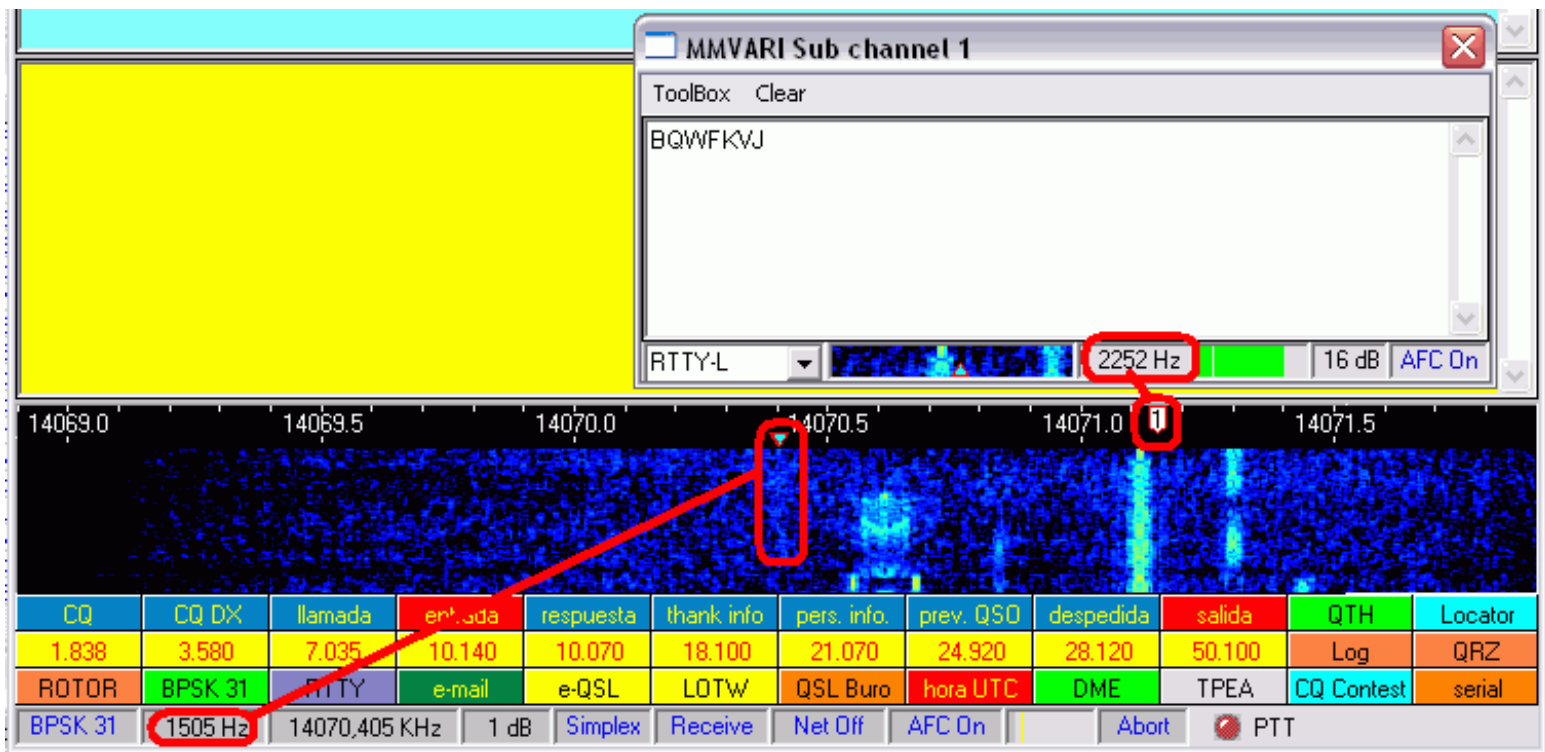 MMVARI Sub channel 1
ToolBox Clear
BQWFKVJ
RTTY-L 2252 Hz 16 dB AFC On
14069.0 14069.5 14070.0 14070.5 14071.0 1 14071.5
CQ CQ DX llamada entrada respuesta thank info pers. info. prev. QSO despedida salida QTH Locator
1.838 3.580 7.035 10.140 10.070 18.100 21.070 24.920 28.120 50.100 Log QRZ
ROTOR BPSK 31 RTTY e-mail e-QSL LOTW QSL Buro hora UTC DME TPEA CQ Contest serial
BPSK 31 1505 Hz 14070,405 KHz 1 dB Simplex Receive Net Off AFC On Abort PTT